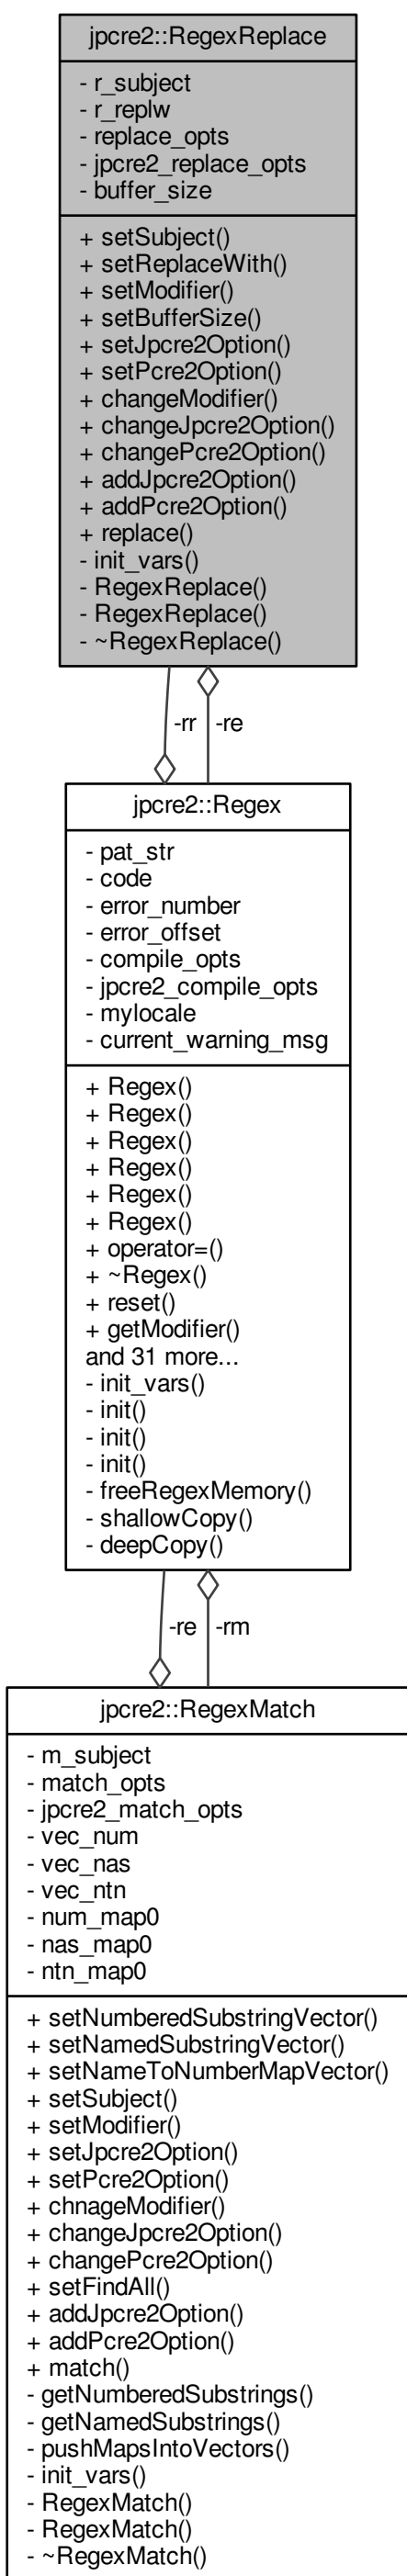 jpcre2::RegexReplace
- r_subject
- r_replw
- replace_opts
- jpcre2_replace_opts
- buffer_size
+ setSubject()
+ setReplaceWith()
+ setModifier()
+ setBufferSize()
+ setJpcre2Option()
+ setPcre2Option()
+ changeModifier()
+ changeJpcre2Option()
+ changePcre2Option()
+ addJpcre2Option()
+ addPcre2Option()
+ replace()
- init_vars()
- RegexReplace()
- RegexReplace()
- ~RegexReplace()
-rr -re
jpcre2::Regex
- pat_str
- code
- error_number
- error_offset
- compile_opts
- jpcre2_compile_opts
- mylocale
- current_warning_msg
+ Regex()
+ Regex()
+ Regex()
+ Regex()
+ Regex()
+ Regex()
+ operator=()
+ ~Regex()
+ reset()
+ getModifier()
and 31 more...
- init_vars()
- init()
- init()
- init()
- freeRegexMemory()
- shallowCopy()
- deepCopy()
-re -rm
jpcre2::RegexMatch
- m_subject
- match_opts
- jpcre2_match_opts
- vec_num
- vec_nas
- vec_ntn
- num_map0
- nas_map0
- ntn_map0
+ setNumberedSubstringVector()
+ setNamedSubstringVector()
+ setNameToNumberMapVector()
+ setSubject()
+ setModifier()
+ setJpcre2Option()
+ setPcre2Option()
+ chnageModifier()
+ changeJpcre2Option()
+ changePcre2Option()
+ setFindAll()
+ addJpcre2Option()
+ addPcre2Option()
+ match()
- getNumberedSubstrings()
- getNamedSubstrings()
- pushMapsIntoVectors()
- init_vars()
- RegexMatch()
- RegexMatch()
- ~RegexMatch()